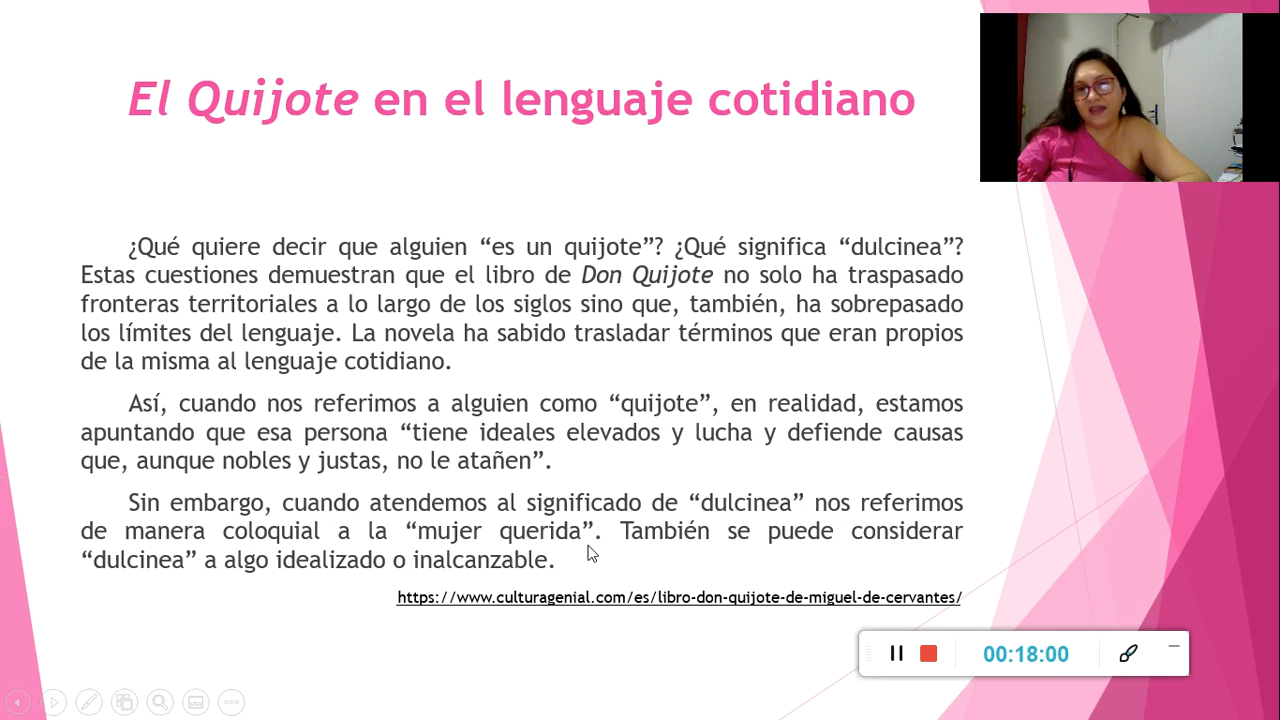 El Quijote en el lenguaje cotidiano
¿Qué quiere decir que alguien “es un quijote”? ¿Qué significa “dulcinea”?
Estas cuestiones demuestran que el libro de Don Quijote no solo ha traspasado
fronteras territoriales a lo largo de los siglos sino que, también, ha sobrepasado
los límites del lenguaje. La novela ha sabido trasladar términos que eran propios
de la misma al lenguaje cotidiano.
Así, cuando nos referimos a alguien como “quijote”, en realidad, estamos
apuntando que esa persona “tiene ideales elevados y lucha y defiende causas
que, aunque nobles y justas, no le atañen”.
Sin embargo, cuando atendemos al significado de “dulcinea” nos referimos
de manera coloquial a la “mujer querida”. También se puede considerar
“dulcinea” a algo idealizado o inalcanzable.
https://www.culturagenial.com/es/libro-don-quijote-de-miguel-de-cervantes/
00:18:00